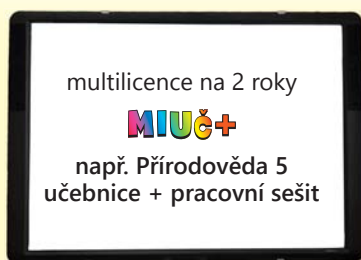 multilicence na 2 roky
MIUč+
např. Přírodověda 5
učebnice + pracovní sešit